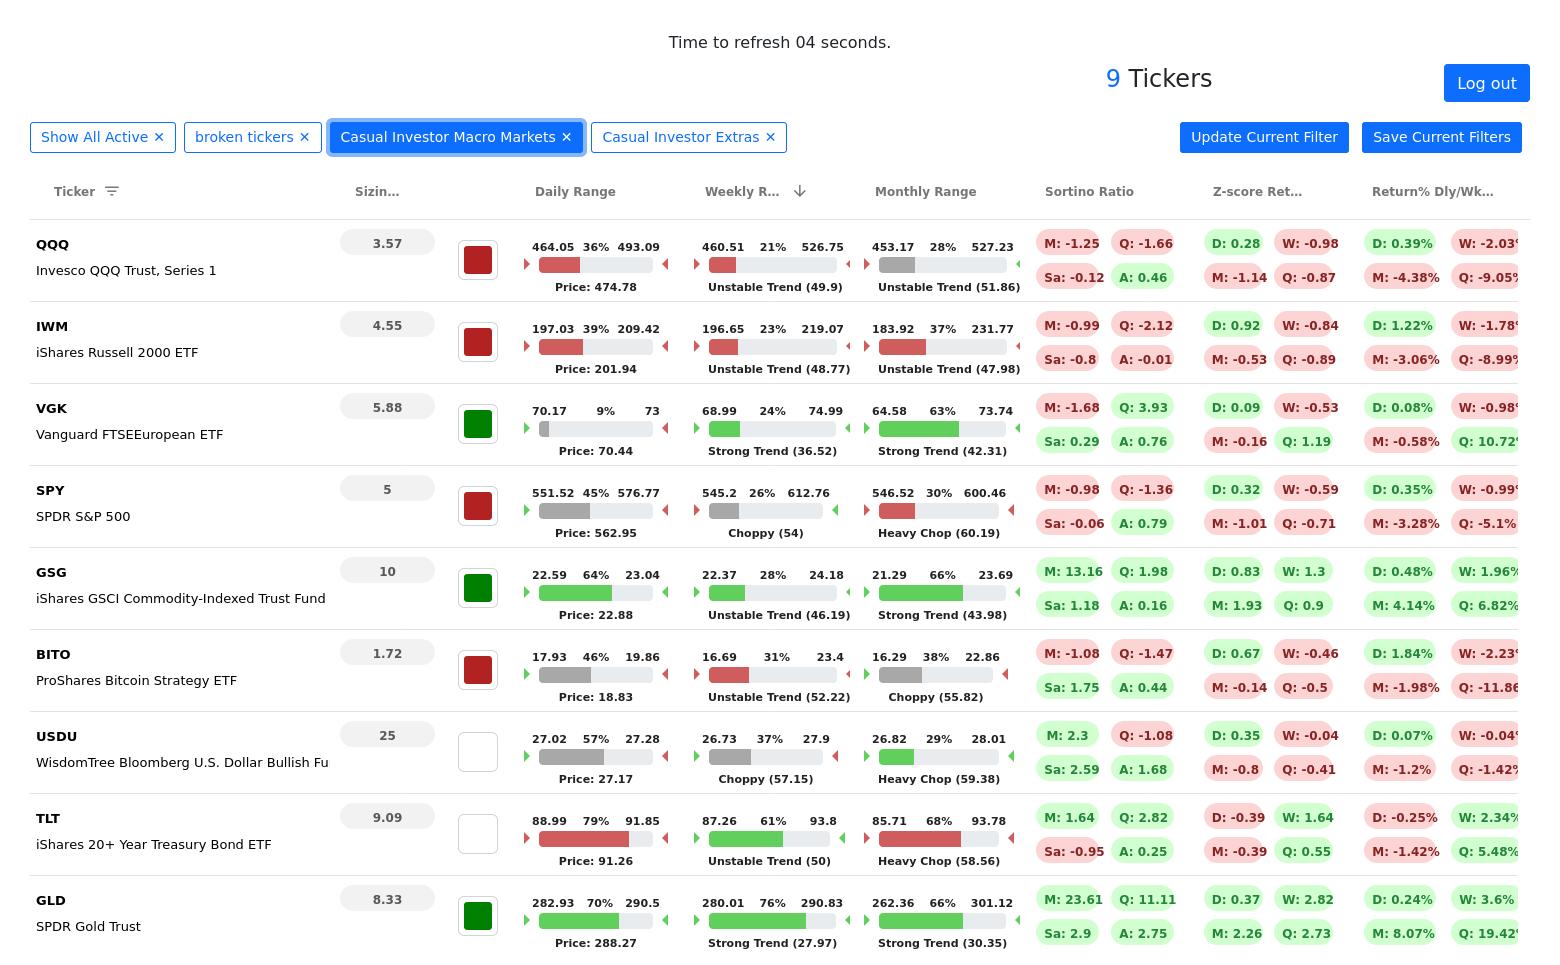 Time to refresh 04 seconds.
9 Tickers
Log out
Show All Active ✕ broken tickers ✕ Casual Investor Macro Markets ✕ Casual Investor Extras ✕ Update Current Filter Save Current Filters
Ticker Sizin... Daily Range Weekly R... Monthly Range Sortino Ratio Z-score Ret... Return% Dly/Wk...
QQQ 3.57 464.05 36% 493.09 460.51 21% 526.75 453.17 28% 527.23 M: -1.25 Q: -1.66 D: 0.28 W: -0.98 D: 0.39% W: -2.03%
Invesco QQQ Trust, Series 1 Price: 474.78 Unstable Trend (49.9) Unstable Trend (51.86) Sa: -0.12 A: 0.46 M: -1.14 Q: -0.87 M: -4.38% Q: -9.05%
IWM 4.55 197.03 39% 209.42 196.65 23% 219.07 183.92 37% 231.77 M: -0.99 Q: -2.12 D: 0.92 W: -0.84 D: 1.22% W: -1.78%
iShares Russell 2000 ETF Price: 201.94 Unstable Trend (48.77) Unstable Trend (47.98) Sa: -0.8 A: -0.01 M: -0.53 Q: -0.89 M: -3.06% Q: -8.99%
VGK 5.88 70.17 9% 73 68.99 24% 74.99 64.58 63% 73.74 M: -1.68 Q: 3.93 D: 0.09 W: -0.53 D: 0.08% W: -0.98%
Vanguard FTSEEuropean ETF Price: 70.44 Strong Trend (36.52) Strong Trend (42.31) Sa: 0.29 A: 0.76 M: -0.16 Q: 1.19 M: -0.58% Q: 10.72%
SPY 5 551.52 45% 576.77 545.2 26% 612.76 546.52 30% 600.46 M: -0.98 Q: -1.36 D: 0.32 W: -0.59 D: 0.35% W: -0.99%
SPDR S&P 500 Price: 562.95 Choppy (54) Heavy Chop (60.19) Sa: -0.06 A: 0.79 M: -1.01 Q: -0.71 M: -3.28% Q: -5.1%
GSG 10 22.59 64% 23.04 22.37 28% 24.18 21.29 66% 23.69 M: 13.16 Q: 1.98 D: 0.83 W: 1.3 D: 0.48% W: 1.96%
iShares GSCI Commodity-Indexed Trust Fund Price: 22.88 Unstable Trend (46.19) Strong Trend (43.98) Sa: 1.18 A: 0.16 M: 1.93 Q: 0.9 M: 4.14% Q: 6.82%
BITO 1.72 17.93 46% 19.86 16.69 31% 23.4 16.29 38% 22.86 M: -1.08 Q: -1.47 D: 0.67 W: -0.46 D: 1.84% W: -2.23%
ProShares Bitcoin Strategy ETF Price: 18.83 Unstable Trend (52.22) Choppy (55.82) Sa: 1.75 A: 0.44 M: -0.14 Q: -0.5 M: -1.98% Q: -11.86
USDU 25 27.02 57% 27.28 26.73 37% 27.9 26.82 29% 28.01 M: 2.3 Q: -1.08 D: 0.35 W: -0.04 D: 0.07% W: -0.04%
WisdomTree Bloomberg U.S. Dollar Bullish Fu Price: 27.17 Choppy (57.15) Heavy Chop (59.38) Sa: 2.59 A: 1.68 M: -0.8 Q: -0.41 M: -1.2% Q: -1.42%
TLT 9.09 88.99 79% 91.85 87.26 61% 93.8 85.71 68% 93.78 M: 1.64 Q: 2.82 D: -0.39 W: 1.64 D: -0.25% W: 2.34%
iShares 20+ Year Treasury Bond ETF Price: 91.26 Unstable Trend (50) Heavy Chop (58.56) Sa: -0.95 A: 0.25 M: -0.39 Q: 0.55 M: -1.42% Q: 5.48%
GLD 8.33 282.93 70% 290.5 280.01 76% 290.83 262.36 66% 301.12 M: 23.61 Q: 11.11 D: 0.37 W: 2.82 D: 0.24% W: 3.6%
SPDR Gold Trust Price: 288.27 Strong Trend (27.97) Strong Trend (30.35) Sa: 2.9 A: 2.75 M: 2.26 Q: 2.73 M: 8.07% Q: 19.42%